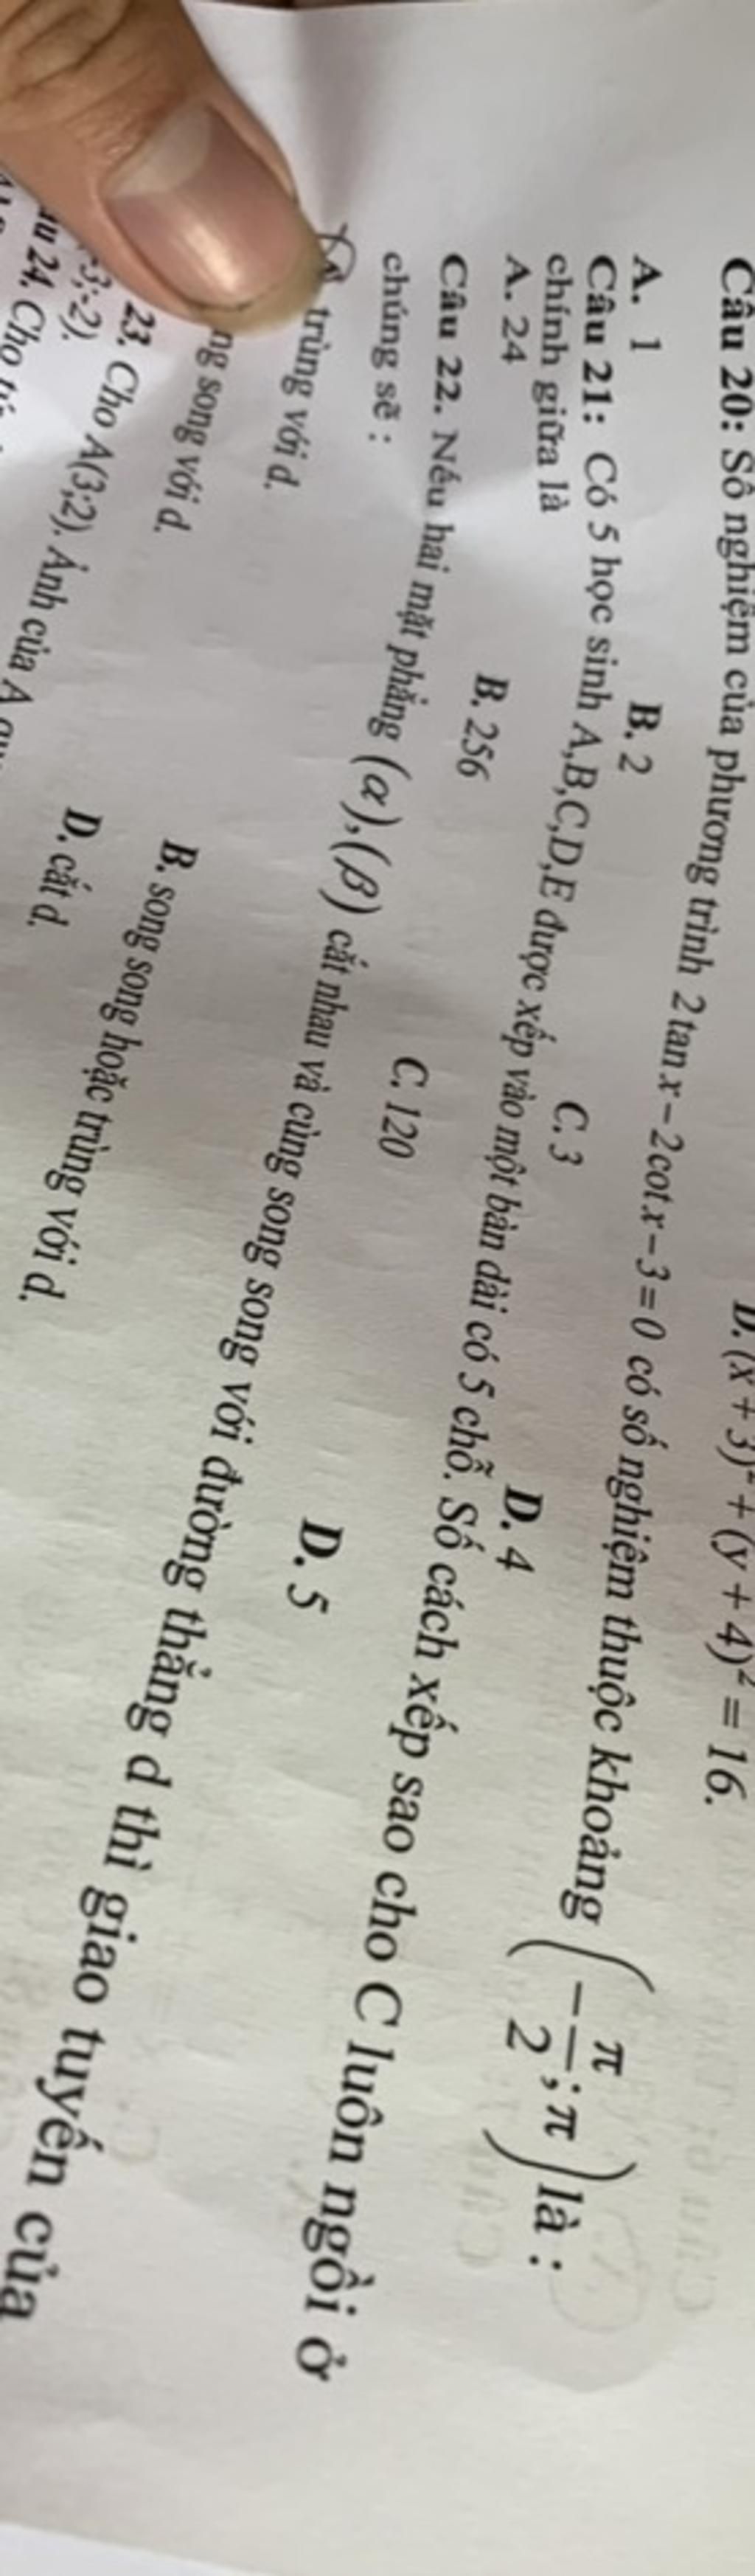 D. (x + 3)² + (y + 4)² = 16.
Câu 20: Số nghiệm của phương trình 2 tan x − 2 cot x − 3 = 0 có số nghiệm thuộc khoảng (−π/2; π) là :
A. 1 B. 2 C. 3 D. 4
Câu 21: Có 5 học sinh A,B,C,D,E được xếp vào một bàn dài có 5 chỗ. Số cách xếp sao cho C luôn ngồi ở
chính giữa là
A. 24 B. 256 C. 120 D. 5
Câu 22. Nếu hai mặt phẳng (α),(β) cắt nhau và cùng song song với đường thẳng d thì giao tuyến của
chúng sẽ :
A. trùng với d. B. song song hoặc trùng với d.
song với d. D. cắt d.
23. Cho A(3;2). Ảnh của A
3;-2).
24. Cho